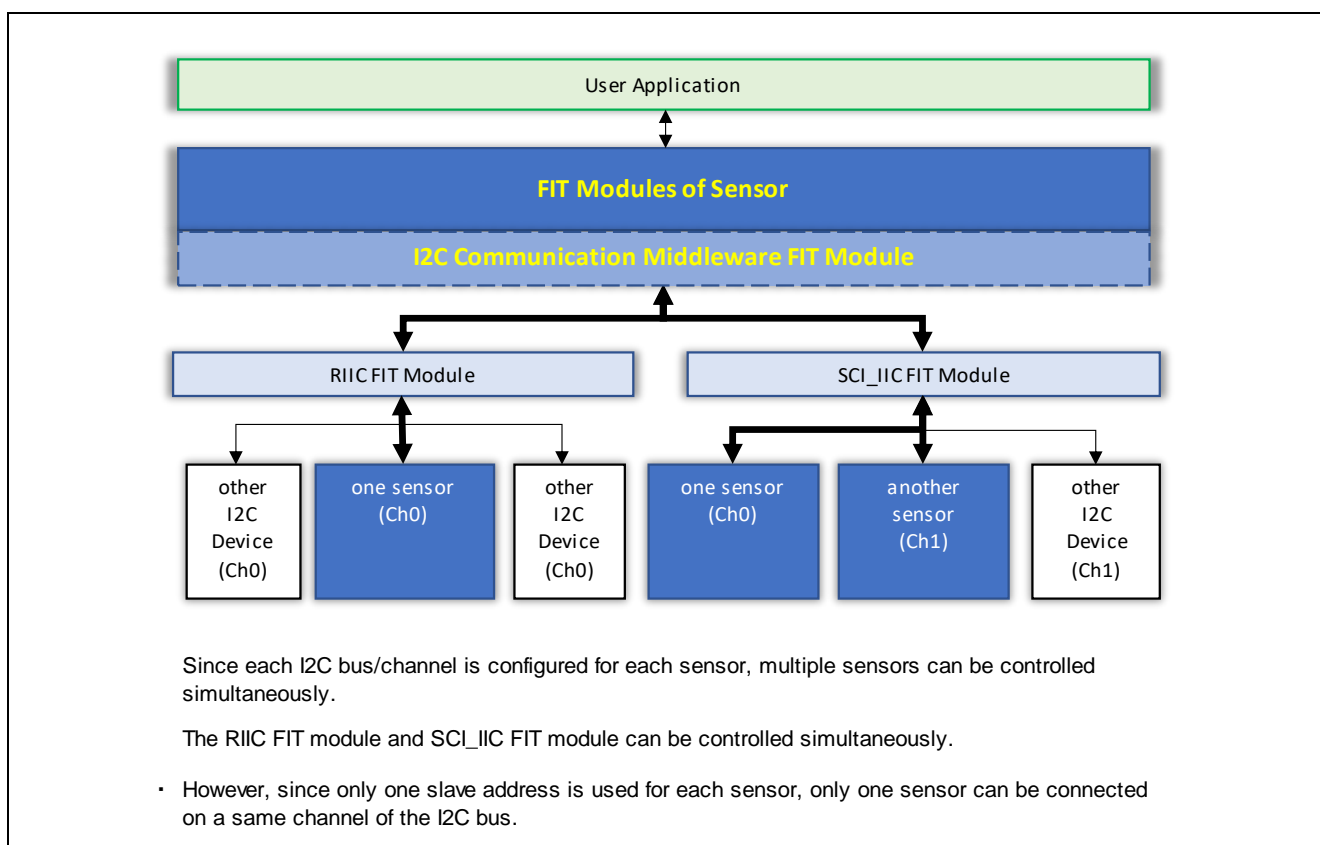 User Application
FIT Modules of Sensor
I2C Communication Middleware FIT Module
RIIC FIT Module
SCI_IIC FIT Module
other
I2C
Device
(Ch0)
one sensor
(Ch0)
other
I2C
Device
(Ch0)
one sensor
(Ch0)
another
sensor
(Ch1)
other
I2C
Device
(Ch1)
Since each I2C bus/channel is configured for each sensor, multiple sensors can be controlled
simultaneously.
The RIIC FIT module and SCI_IIC FIT module can be controlled simultaneously.
・ However, since only one slave address is used for each sensor, only one sensor can be connected
on a same channel of the I2C bus.